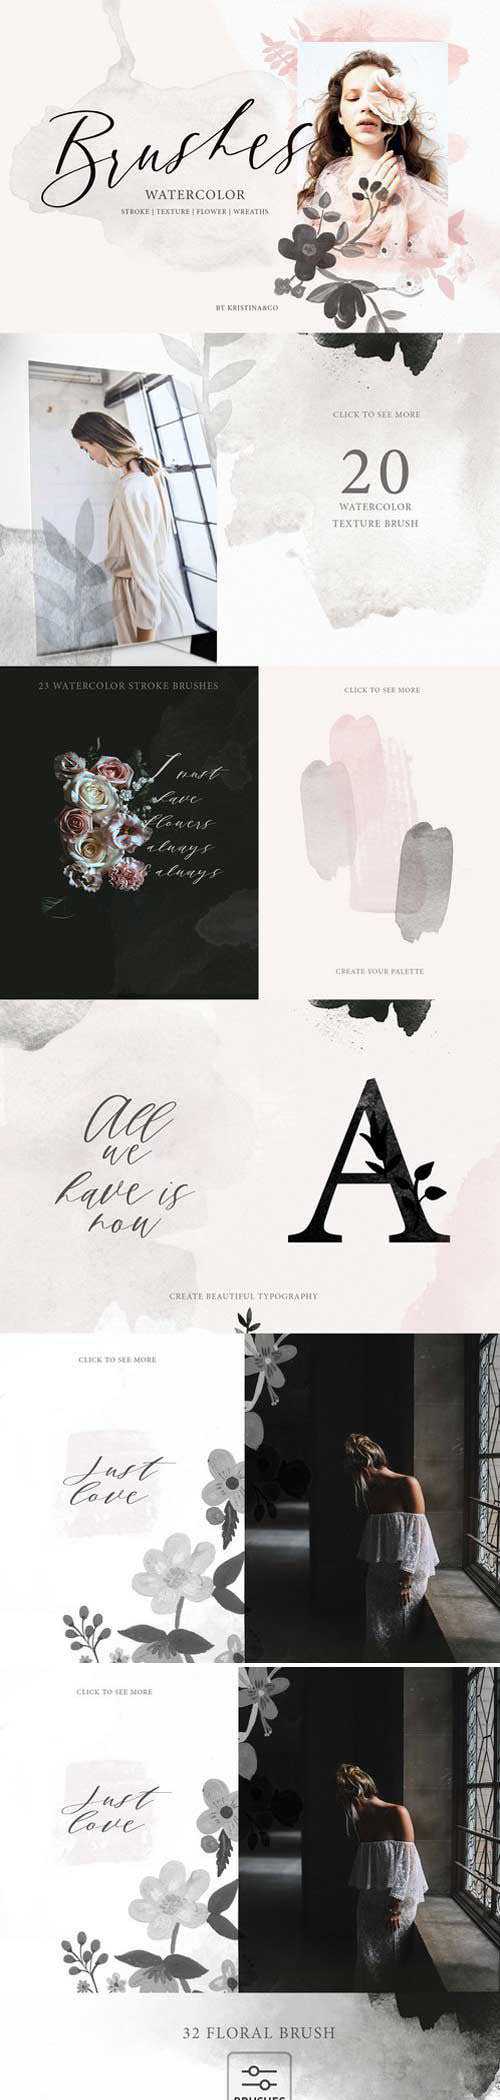 Brushes
WATERCOLOR
STROKE | TEXTURE | FLOWER | WREATHS
BY KRISTINA&CO
CLICK TO SEE MORE
20
WATERCOLOR
TEXTURE BRUSH
23 WATERCOLOR STROKE BRUSHES
I must
have
flowers
always
& always
CLICK TO SEE MORE
CREATE YOUR PALETTE
All
we
have is
now
A
CREATE BEAUTIFUL TYPOGRAPHY
CLICK TO SEE MORE
Just
love
CLICK TO SEE MORE
Just
love
32 FLORAL BRUSH
BRUSHES